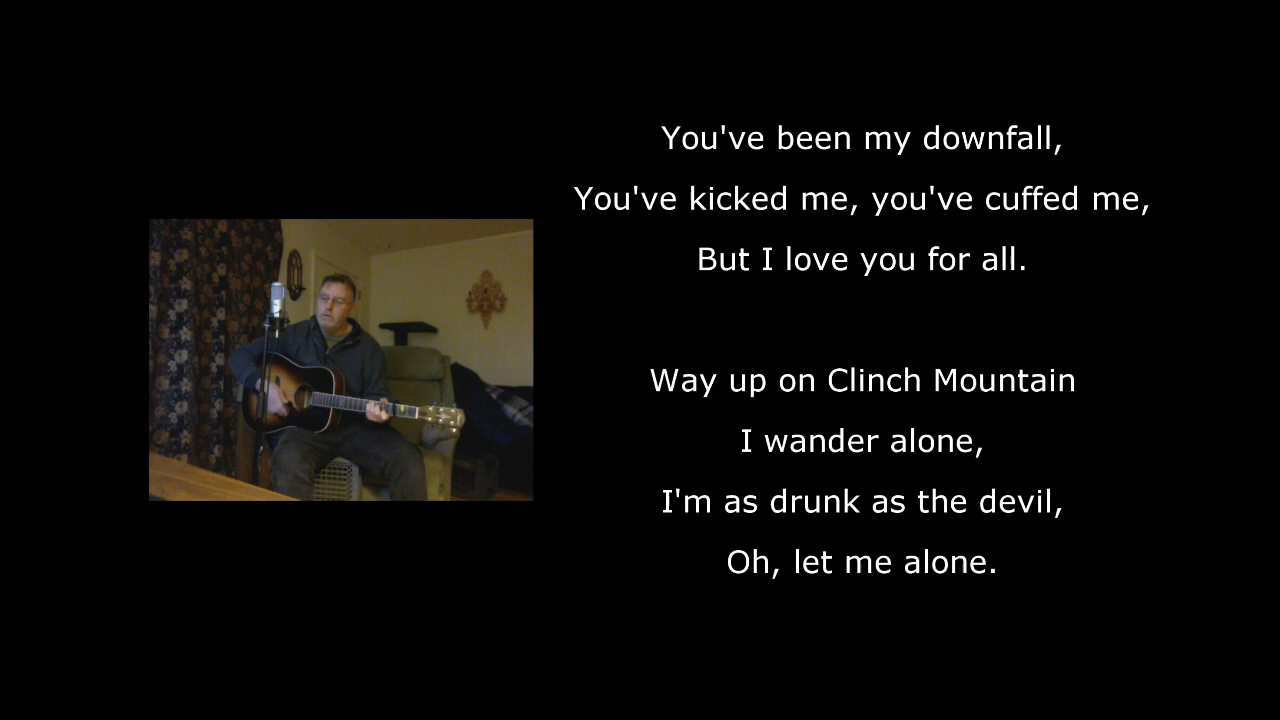 You've been my downfall,
You've kicked me, you've cuffed me,
But I love you for all.
Way up on Clinch Mountain
I wander alone,
I'm as drunk as the devil,
Oh, let me alone.